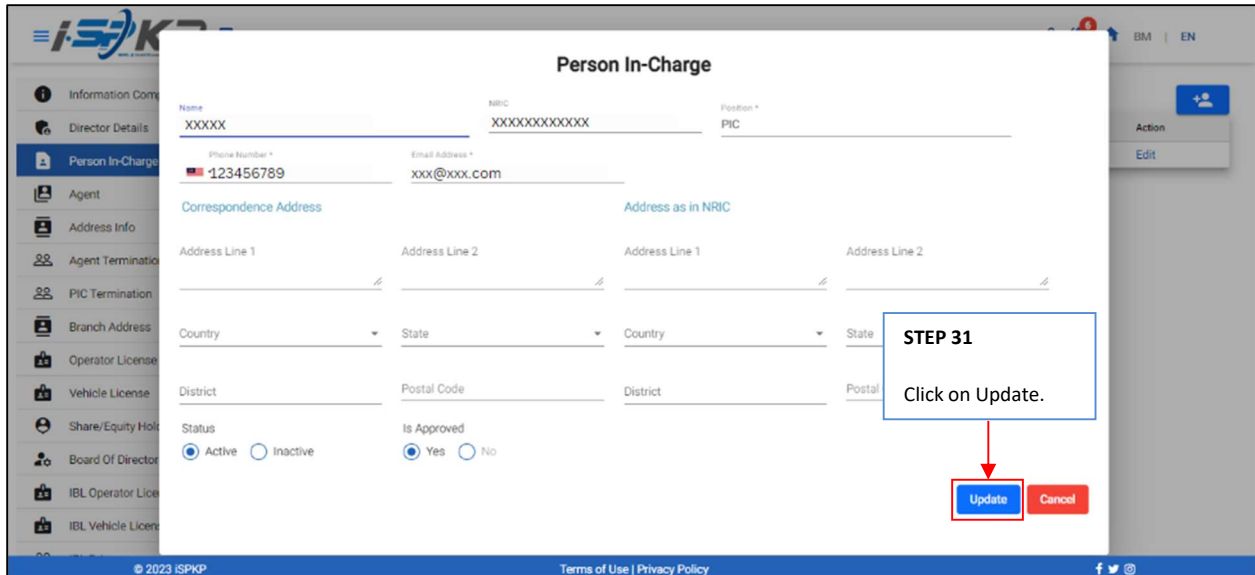 i-SPKP
6
BM | EN
Person In-Charge
Information Comp
Director Details
Person In-Charge
Agent
Address Info
Agent Terminatio
PIC Termination
Branch Address
Operator License
Vehicle License
Share/Equity Hold
Board Of Director
IBL Operator Lice
IBL Vehicle Licens
Name
XXXXX
NRIC
XXXXXXXXXXXX
Position *
PIC
Phone Number *
123456789
Email Address *
xxx@xxx.com
Correspondence Address
Address as in NRIC
Address Line 1
Address Line 2
Address Line 1
Address Line 2
Country
State
Country
State
District
Postal Code
District
Postal
Status
Active
Inactive
Is Approved
Yes
No
STEP 31
Click on Update.
Update
Cancel
Action
Edit
© 2023 iSPKP
Terms of Use | Privacy Policy